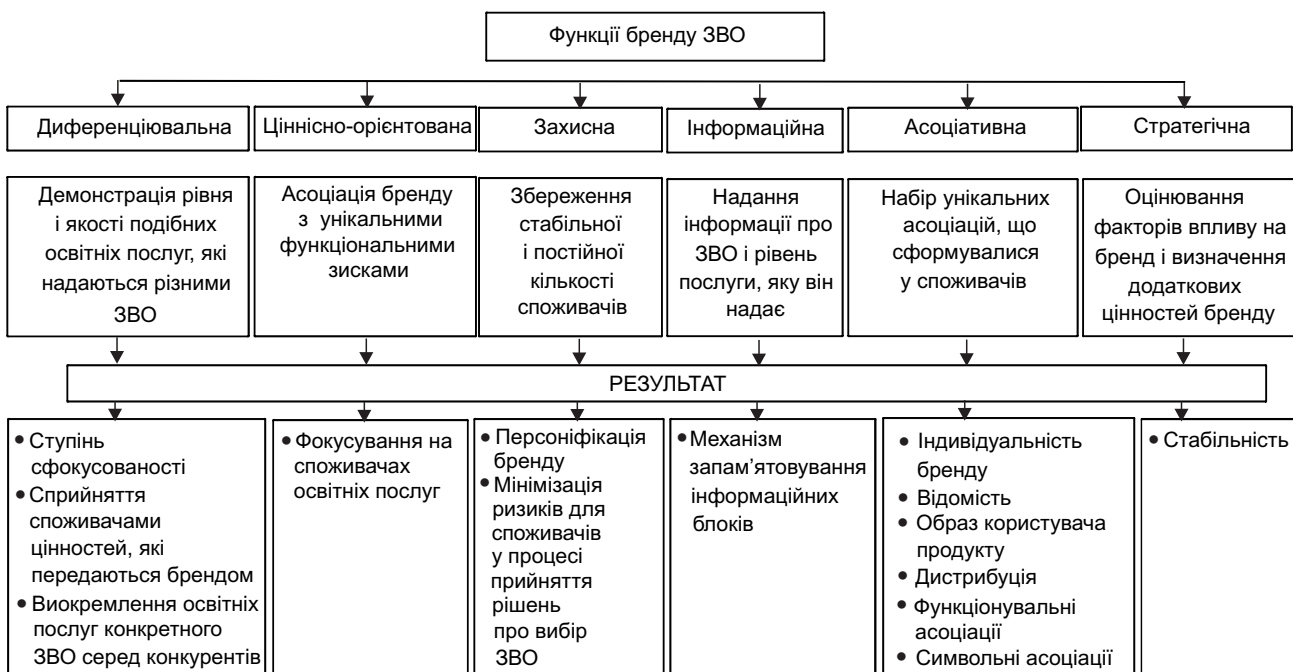 Функції бренду ЗВО
Диференціювальна
Ціннісно-орієнтована
Захисна
Інформаційна
Асоціативна
Стратегічна
Демонстрація рівня
і якості подібних
освітніх послуг, які
надаються різними
ЗВО
Асоціація бренду
з унікальними
функціональними
зисками
Збереження
стабільної
і постійної
кількості
споживачів
Надання
інформації про
ЗВО і рівень
послуги, яку він
надає
Набір унікальних
асоціацій, що
сформувалися
у споживачів
Оцінювання
факторів впливу на
бренд і визначення
додаткових
цінностей бренду
РЕЗУЛЬТАТ
• Ступінь
сфокусованості
• Сприйняття
споживачами
цінностей, які
передаються брендом
• Виокремлення освітніх
послуг конкретного
ЗВО серед конкурентів
• Фокусування на
споживачах
освітніх послуг
• Персоніфікація
бренду
• Мінімізація
ризиків для
споживачів
у процесі
прийняття
рішень
про вибір
ЗВО
• Механізм
запам’ятовування
інформаційних
блоків
• Індивідуальність
бренду
• Відомість
• Образ користувача
продукту
• Дистрибуція
• Функціонувальні
асоціації
• Символьні асоціації
• Стабільність